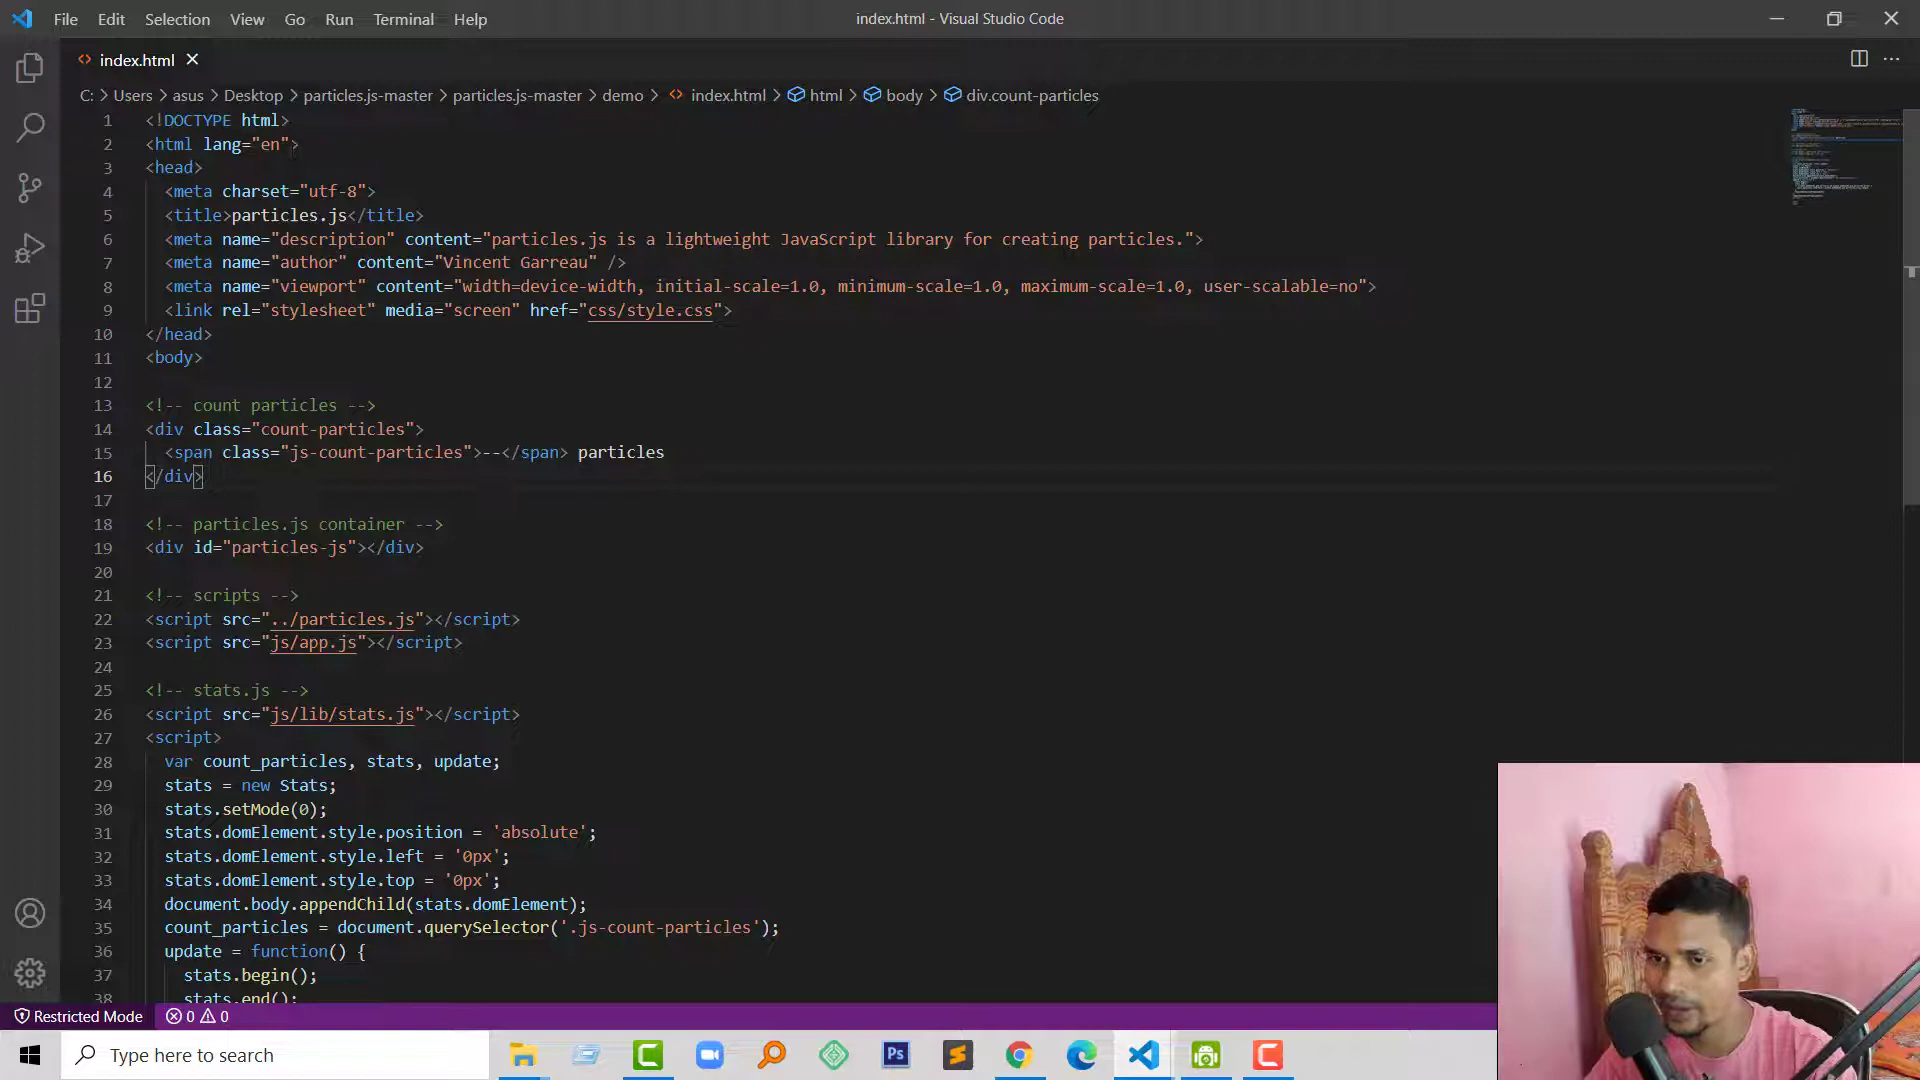 File Edit Selection View Go Run Terminal Help
index.html - Visual Studio Code
index.html
C: > Users > asus > Desktop > particles.js-master > particles.js-master > demo > index.html > html > body > div.count-particles
1 <!DOCTYPE html>
2 <html lang="en">
3 <head>
4 <meta charset="utf-8">
5 <title>particles.js</title>
6 <meta name="description" content="particles.js is a lightweight JavaScript library for creating particles.">
7 <meta name="author" content="Vincent Garreau" />
8 <meta name="viewport" content="width=device-width, initial-scale=1.0, minimum-scale=1.0, maximum-scale=1.0, user-scalable=no">
9 <link rel="stylesheet" media="screen" href="css/style.css">
10 </head>
11 <body>
12
13 <!-- count particles -->
14 <div class="count-particles">
15 <span class="js-count-particles">--</span> particles
16 </div>
17
18 <!-- particles.js container -->
19 <div id="particles-js"></div>
20
21 <!-- scripts -->
22 <script src="../particles.js"></script>
23 <script src="js/app.js"></script>
24
25 <!-- stats.js -->
26 <script src="js/lib/stats.js"></script>
27 <script>
28 var count_particles, stats, update;
29 stats = new Stats;
30 stats.setMode(0);
31 stats.domElement.style.position = 'absolute';
32 stats.domElement.style.left = '0px';
33 stats.domElement.style.top = '0px';
34 document.body.appendChild(stats.domElement);
35 count_particles = document.querySelector('.js-count-particles');
36 update = function() {
37 stats.begin();
38 stats.end();
Restricted Mode 0 0
Type here to search
Ps